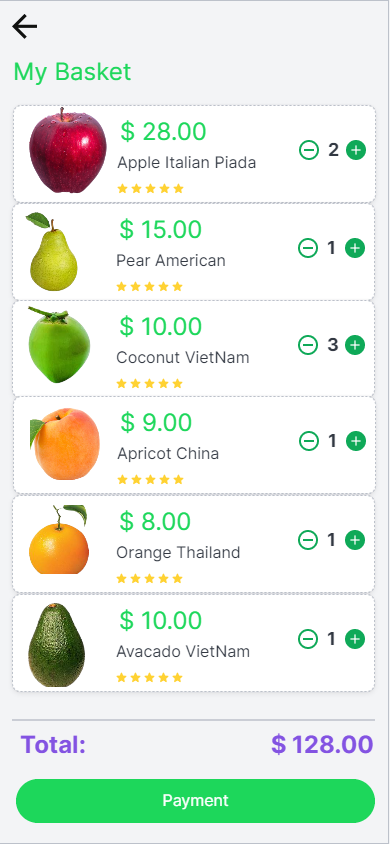 My Basket
$ 28.00
Apple Italian Piada
2
$ 15.00
Pear American
1
$ 10.00
Coconut VietNam
3
$ 9.00
Apricot China
1
$ 8.00
Orange Thailand
1
$ 10.00
Avacado VietNam
1
Total: $ 128.00
Payment